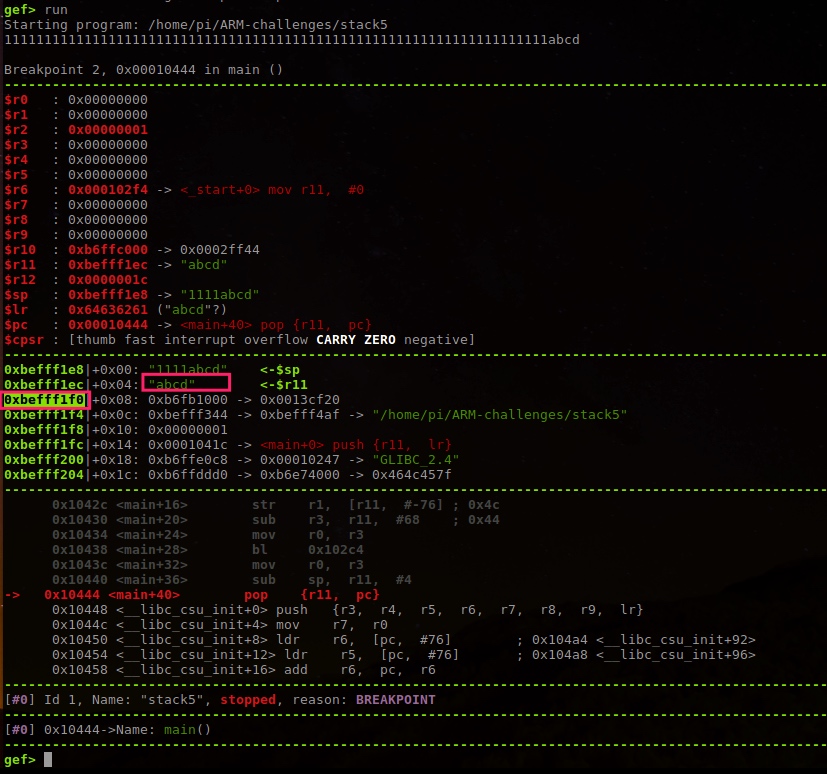 gef> run
Starting program: /home/pi/ARM-challenges/stack5
11111111111111111111111111111111111111111111111111111111111111111111abcd
Breakpoint 2, 0x00010444 in main ()
$r0 : 0x00000000
$r1 : 0x00000000
$r2 : 0x00000001
$r3 : 0x00000000
$r4 : 0x00000000
$r5 : 0x00000000
$r6 : 0x000102f4 -> <_start+0> mov r11, #0
$r7 : 0x00000000
$r8 : 0x00000000
$r9 : 0x00000000
$r10 : 0xb6ffc000 -> 0x0002ff44
$r11 : 0xbefff1ec -> "abcd"
$r12 : 0x0000001c
$sp : 0xbefff1e8 -> "1111abcd"
$lr : 0x64636261 ("abcd"?)
$pc : 0x00010444 -> <main+40> pop {r11, pc}
$cpsr : [thumb fast interrupt overflow CARRY ZERO negative]
0xbefff1e8|+0x00: "1111abcd" <-$sp
0xbefff1ec|+0x04: "abcd" <-$r11
0xbefff1f0|+0x08: 0xb6fb1000 -> 0x0013cf20
0xbefff1f4|+0x0c: 0xbefff344 -> 0xbefff4af -> "/home/pi/ARM-challenges/stack5"
0xbefff1f8|+0x10: 0x00000001
0xbefff1fc|+0x14: 0x0001041c -> <main+0> push {r11, lr}
0xbefff200|+0x18: 0xb6ffe0c8 -> 0x00010247 -> "GLIBC_2.4"
0xbefff204|+0x1c: 0xb6ffddd0 -> 0xb6e74000 -> 0x464c457f
0x1042c <main+16> str r1, [r11, #-76] ; 0x4c
0x10430 <main+20> sub r3, r11, #68 ; 0x44
0x10434 <main+24> mov r0, r3
0x10438 <main+28> bl 0x102c4
0x1043c <main+32> mov r0, r3
0x10440 <main+36> sub sp, r11, #4
-> 0x10444 <main+40> pop {r11, pc}
0x10448 <__libc_csu_init+0> push {r3, r4, r5, r6, r7, r8, r9, lr}
0x1044c <__libc_csu_init+4> mov r7, r0
0x10450 <__libc_csu_init+8> ldr r6, [pc, #76] ; 0x104a4 <__libc_csu_init+92>
0x10454 <__libc_csu_init+12> ldr r5, [pc, #76] ; 0x104a8 <__libc_csu_init+96>
0x10458 <__libc_csu_init+16> add r6, pc, r6
[#0] Id 1, Name: "stack5", stopped, reason: BREAKPOINT
[#0] 0x10444->Name: main()
gef>